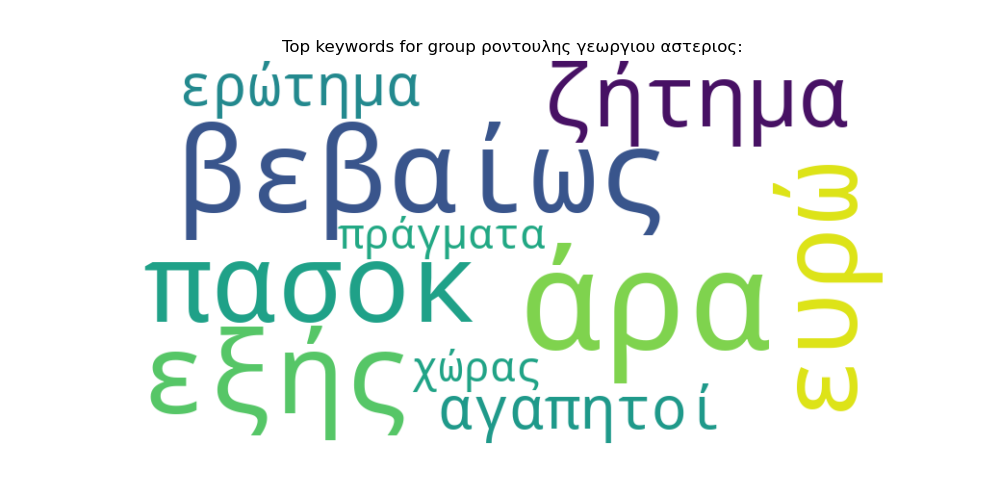 Top keywords for group ροντουλης γεωργιου αστεριος:
ερώτημα
ζήτημα
βεβαίως
ευρώ
πράγματα
πασοκ
άρα
εξής
χώρας
αγαπητοί